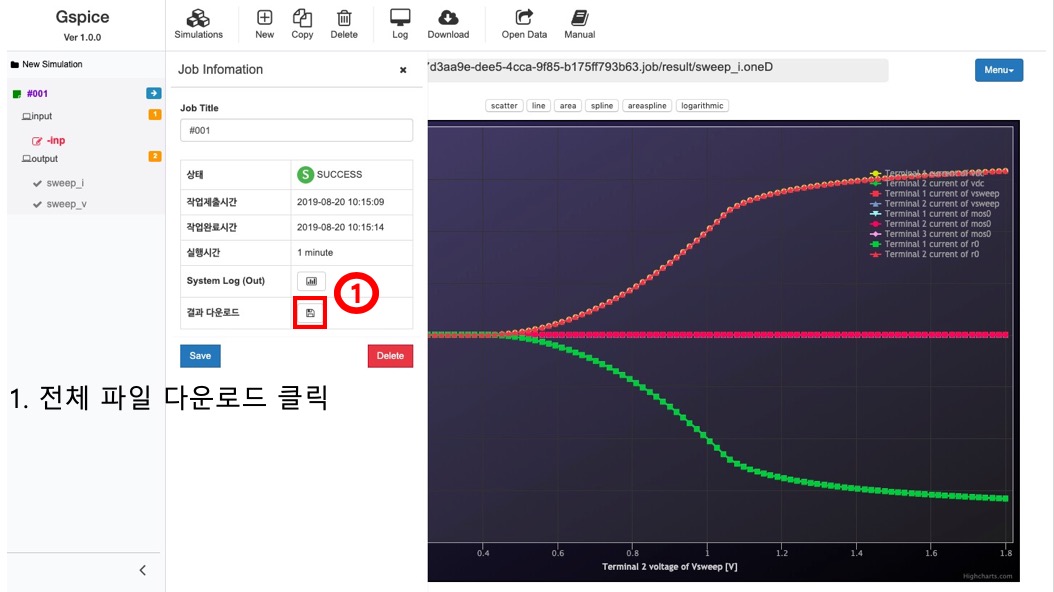 Gspice
Ver 1.0.0
Simulations
New
Copy
Delete
Log
Download
Open Data
Manual
New Simulation
#001
input
1
-inp
output
2
sweep_i
sweep_v
Job Infomation
×
Job Title
#001
상태 S SUCCESS
작업제출시간 2019-08-20 10:15:09
작업완료시간 2019-08-20 10:15:14
실행시간 1 minute
System Log (Out)
결과 다운로드
1
Save
Delete
1. 전체 파일 다운로드 클릭
7d3aa9e-dee5-4cca-9f85-b175ff793b63.job/result/sweep_i.oneD
Menu
scatter line area spline areaspline logarithmic
Terminal 1 current of vdc
Terminal 2 current of vdc
Terminal 1 current of vsweep
Terminal 2 current of vsweep
Terminal 1 current of mos0
Terminal 2 current of mos0
Terminal 3 current of mos0
Terminal 1 current of r0
Terminal 2 current of r0
0.4 0.6 0.8 1 1.2 1.4 1.6 1.8
Terminal 2 voltage of Vsweep [V]
Highcharts.com